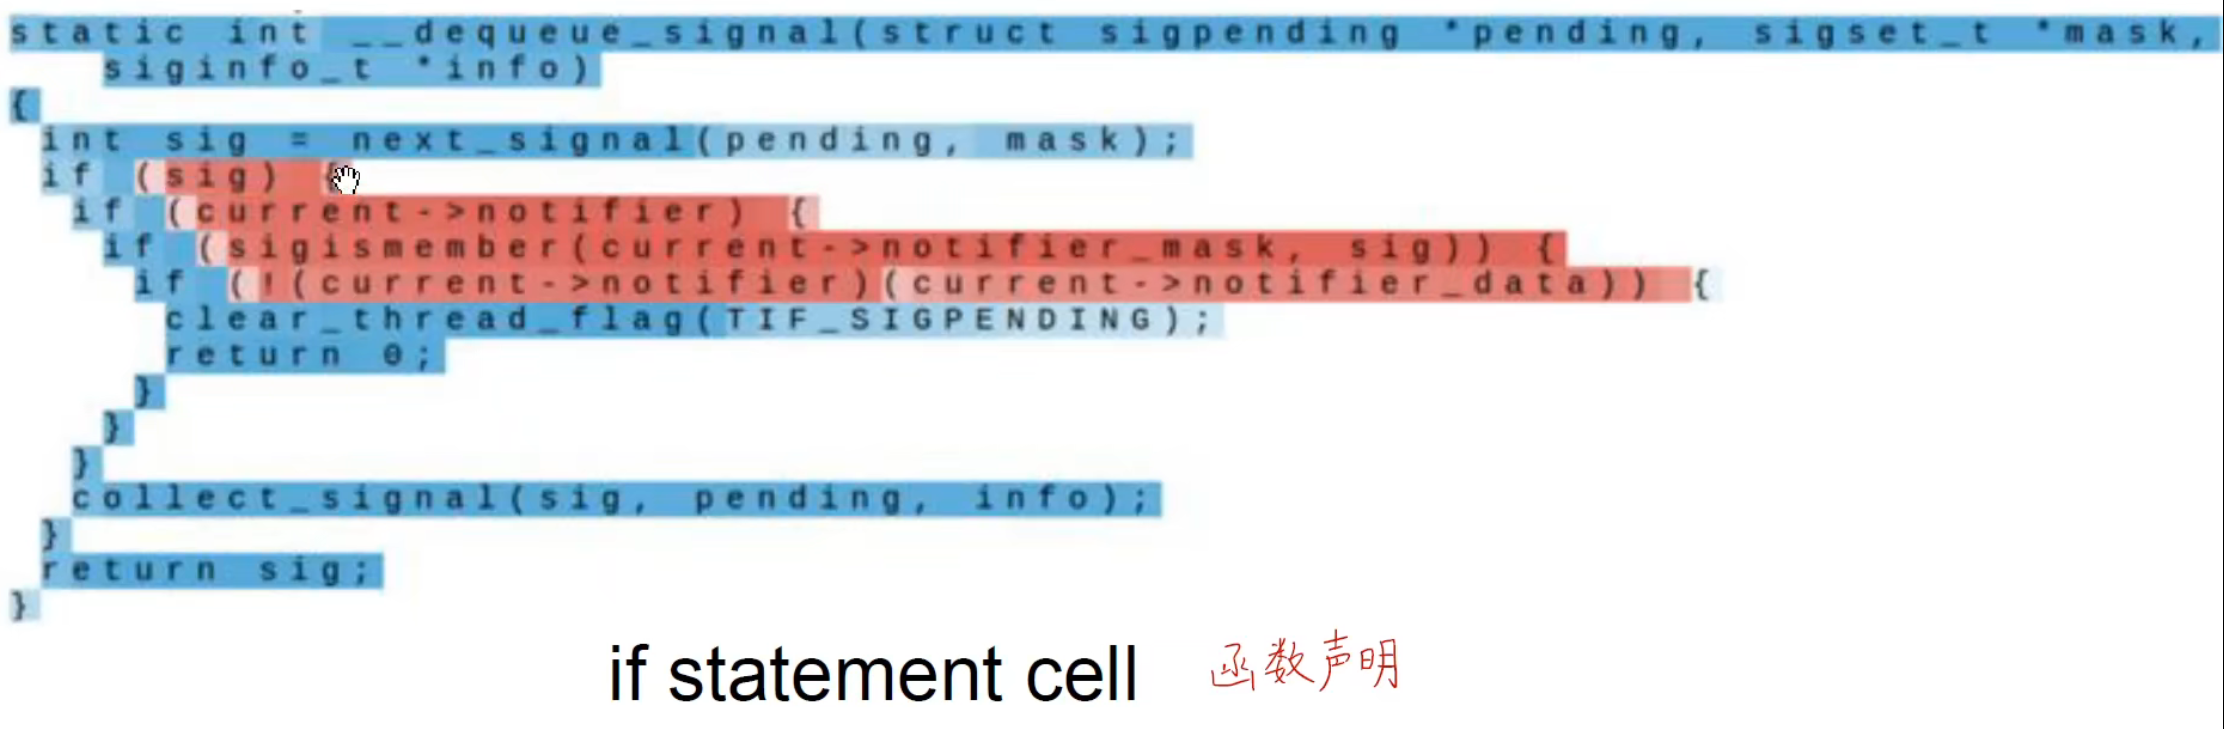 static int __dequeue_signal(struct sigpending *pending, sigset_t *mask,
siginfo_t *info)
{
int sig = next_signal(pending, mask);
if (sig) {
if (current->notifier) {
if (sigismember(current->notifier_mask, sig)) {
if (!(current->notifier)(current->notifier_data)) {
clear_thread_flag(TIF_SIGPENDING);
return 0;
}
}
}
collect_signal(sig, pending, info);
}
return sig;
}
if statement cell 函数声明